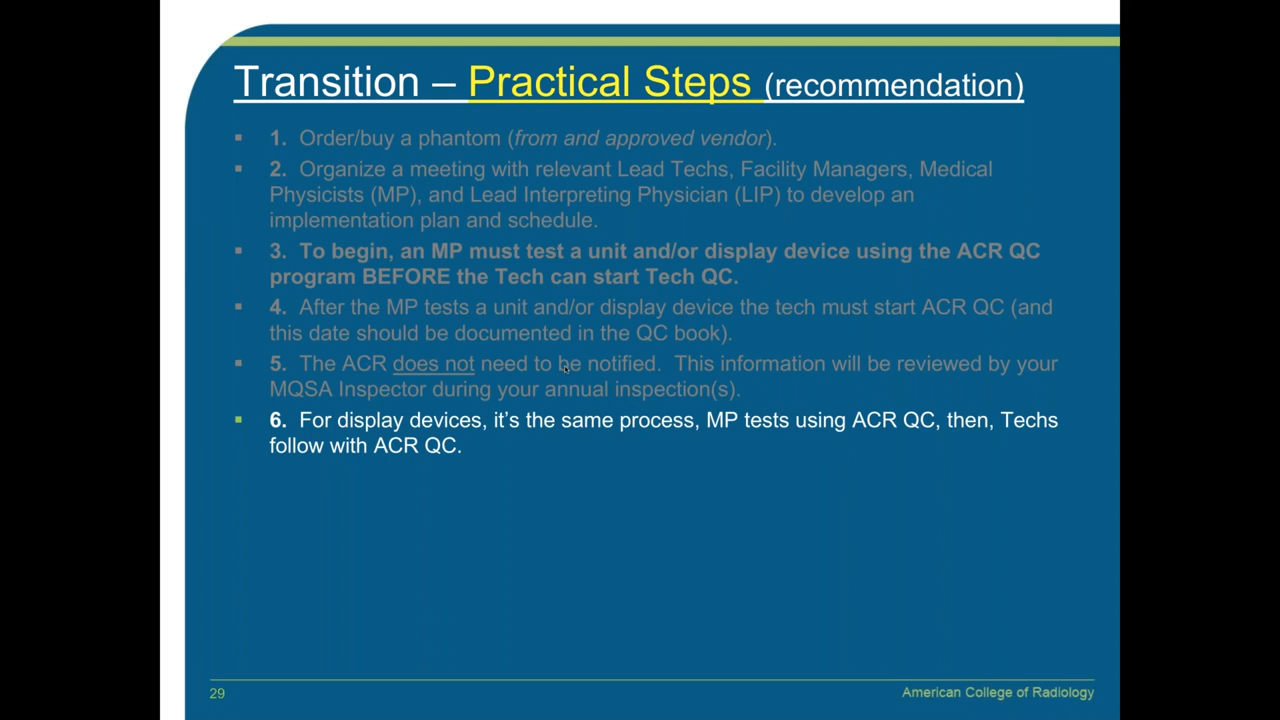 Transition – Practical Steps (recommendation)
▪ 1. Order/buy a phantom (from and approved vendor).
▪ 2. Organize a meeting with relevant Lead Techs, Facility Managers, Medical
Physicists (MP), and Lead Interpreting Physician (LIP) to develop an
implementation plan and schedule.
▪ 3. To begin, an MP must test a unit and/or display device using the ACR QC
program BEFORE the Tech can start Tech QC.
▪ 4. After the MP tests a unit and/or display device the tech must start ACR QC (and
this date should be documented in the QC book).
▪ 5. The ACR does not need to be notified. This information will be reviewed by your
MQSA Inspector during your annual inspection(s).
▪ 6. For display devices, it’s the same process, MP tests using ACR QC, then, Techs
follow with ACR QC.
29
American College of Radiology